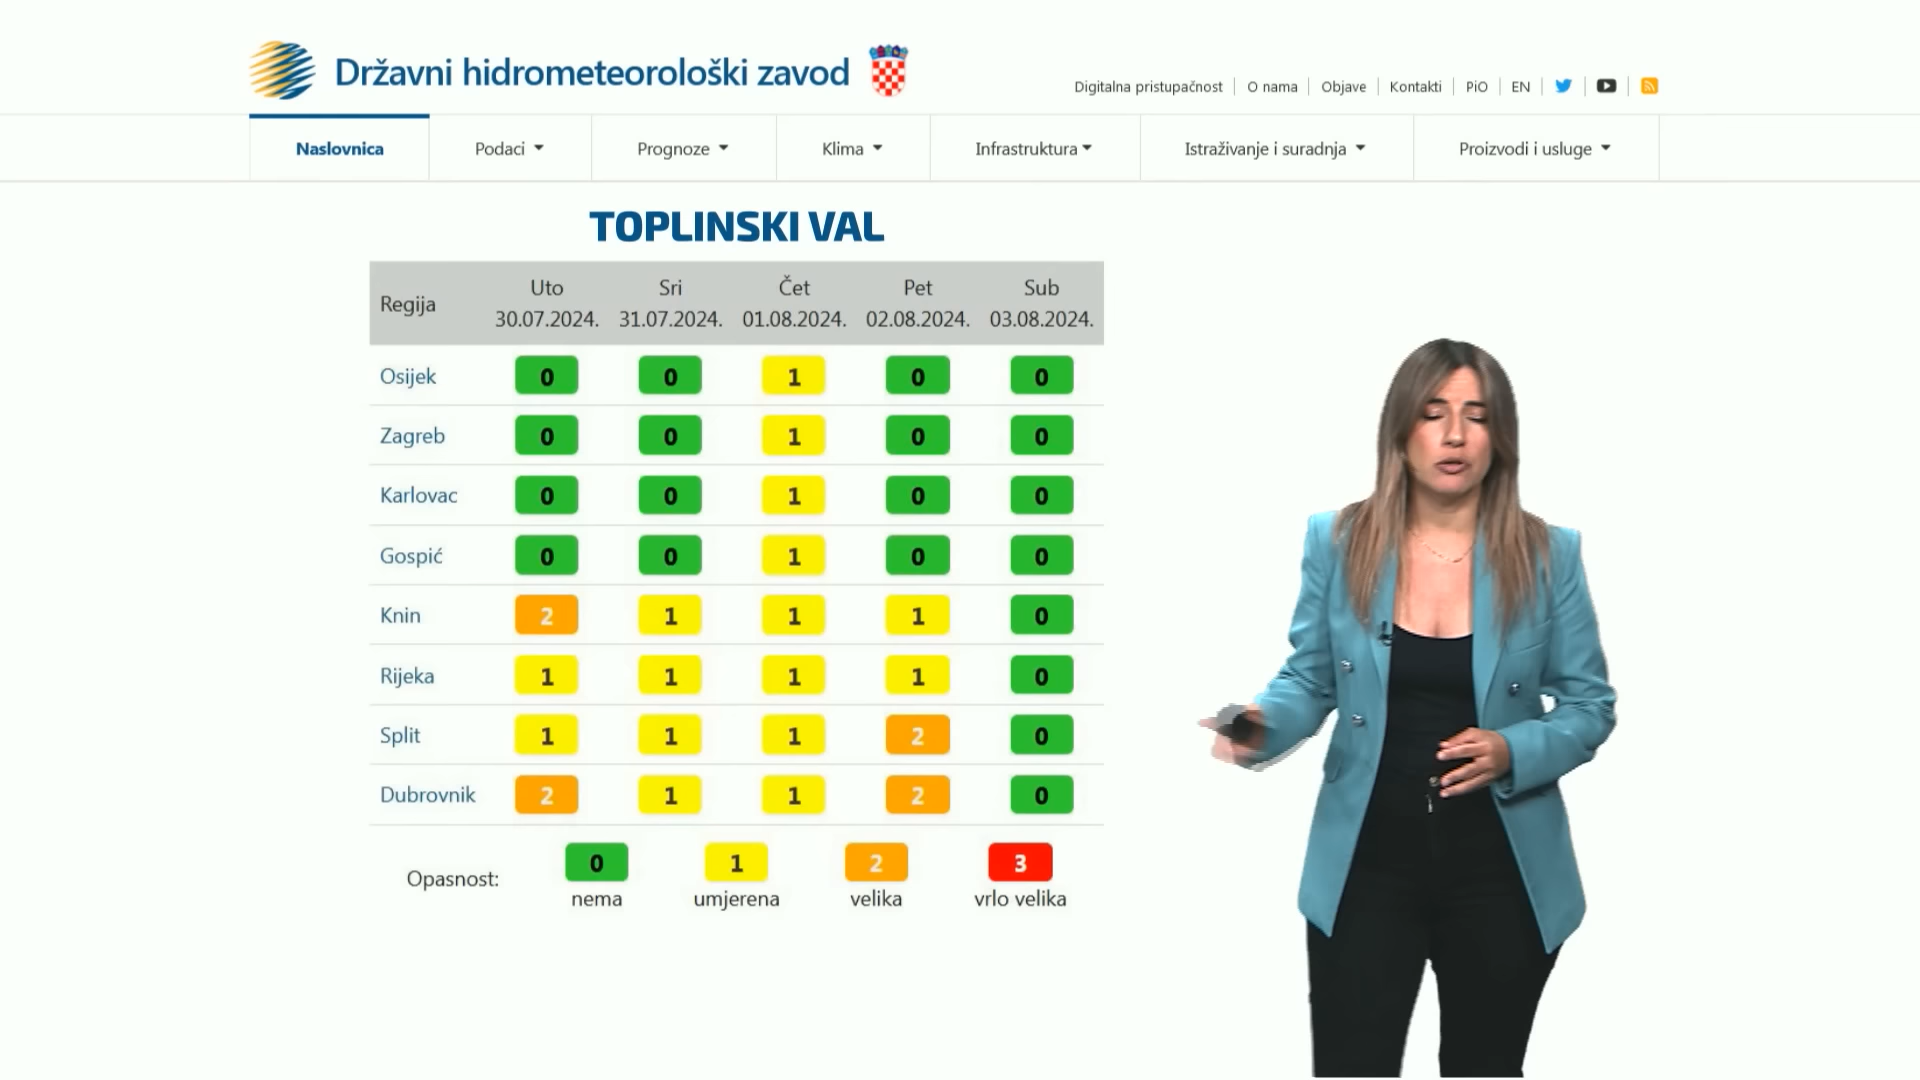 Državni hidrometeorološki zavod
Digitalna pristupačnost O nama Objave Kontakti PiO EN
Naslovnica Podaci Prognoze Klima Infrastruktura Istraživanje i suradnja Proizvodi i usluge
TOPLINSKI VAL
Regija Uto 30.07.2024. Sri 31.07.2024. Čet 01.08.2024. Pet 02.08.2024. Sub 03.08.2024.
Osijek 0 0 1 0 0
Zagreb 0 0 1 0 0
Karlovac 0 0 1 0 0
Gospić 0 0 1 0 0
Knin 2 1 1 1 0
Rijeka 1 1 1 1 0
Split 1 1 1 2 0
Dubrovnik 2 1 1 2 0
Opasnost: 0 nema 1 umjerena 2 velika 3 vrlo velika